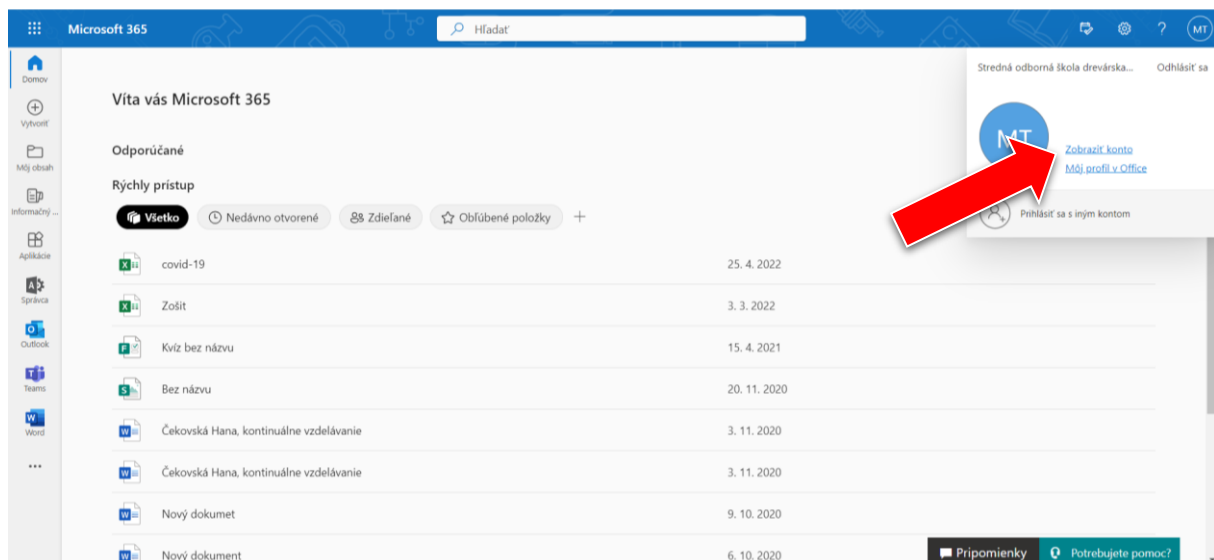 Microsoft 365
Hľadať
?
MT
Domov
Vytvoriť
Môj obsah
Informačný ...
Aplikácie
Správca
Outlook
Teams
Word
Stredná odborná škola drevárska...
Odhlásiť sa
MT
Zobraziť konto
Môj profil v Office
Prihlásiť sa s iným kontom
Víta vás Microsoft 365
Odporúčané
Rýchly prístup
Všetko
Nedávno otvorené
Zdieľané
Obľúbené položky
covid-19 25. 4. 2022
Zošit 3. 3. 2022
Kvíz bez názvu 15. 4. 2021
Bez názvu 20. 11. 2020
Čekovská Hana, kontinuálne vzdelávanie 3. 11. 2020
Čekovská Hana, kontinuálne vzdelávanie 3. 11. 2020
Nový dokumet 9. 10. 2020
Nový dokument 6. 10. 2020
Pripomienky
Potrebujete pomoc?